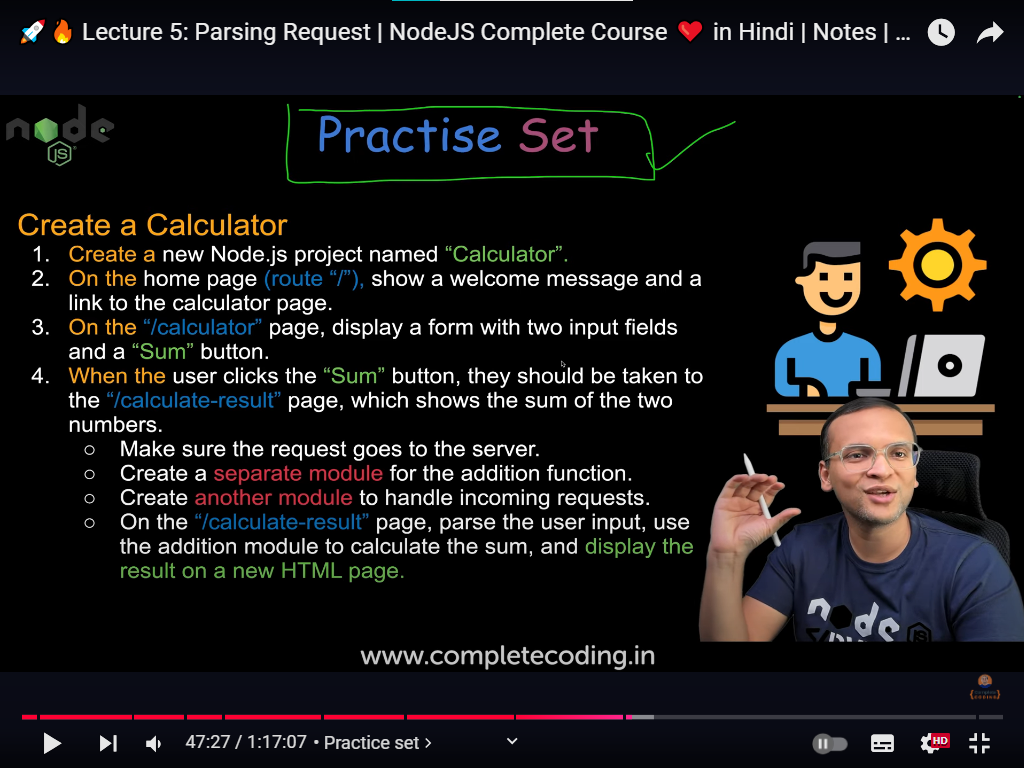 🚀🔥 Lecture 5: Parsing Request | NodeJS Complete Course ❤️ in Hindi | Notes | ...
node
JS
Practise Set
Create a Calculator
1. Create a new Node.js project named “Calculator”.
2. On the home page (route “/”), show a welcome message and a
link to the calculator page.
3. On the “/calculator” page, display a form with two input fields
and a “Sum” button.
4. When the user clicks the “Sum” button, they should be taken to
the “/calculate-result” page, which shows the sum of the two
numbers.
○ Make sure the request goes to the server.
○ Create a separate module for the addition function.
○ Create another module to handle incoming requests.
○ On the “/calculate-result” page, parse the user input, use
the addition module to calculate the sum, and display the
result on a new HTML page.
node
JS
www.completecoding.in
47:27 / 1:17:07 • Practice set ›
HD